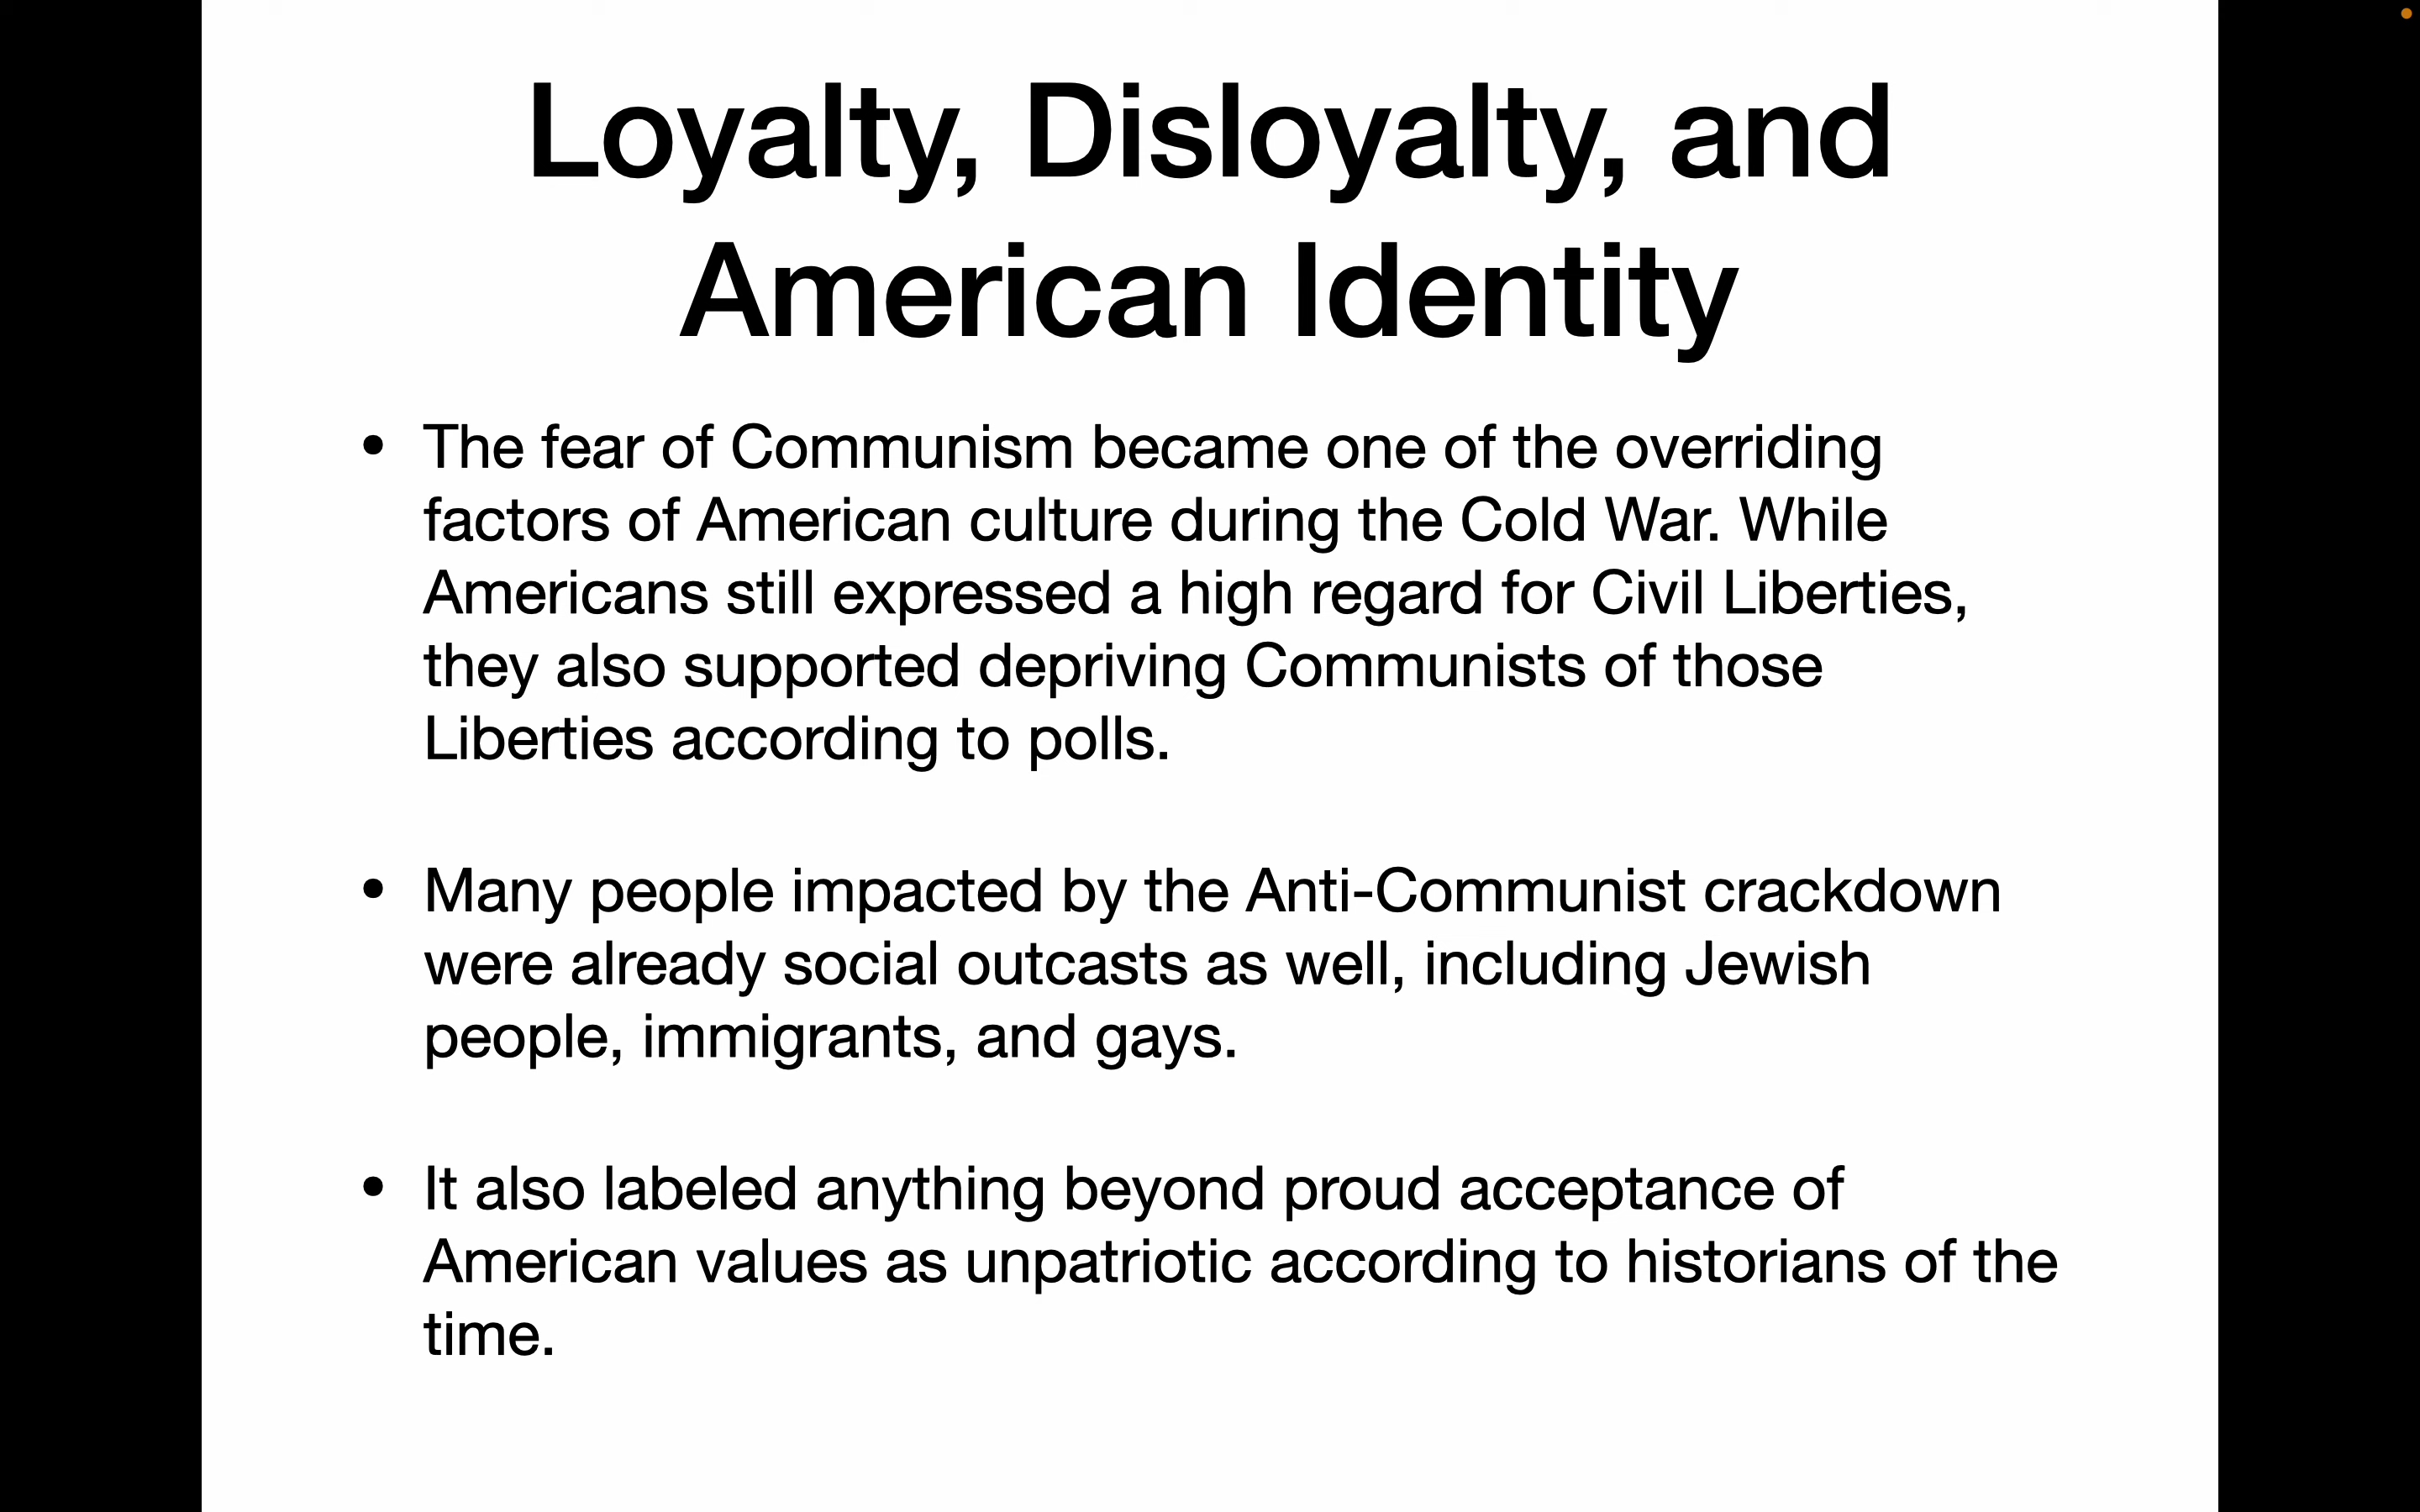 Loyalty, Disloyalty, and
American Identity
• The fear of Communism became one of the overriding
factors of American culture during the Cold War. While
Americans still expressed a high regard for Civil Liberties,
they also supported depriving Communists of those
Liberties according to polls.
• Many people impacted by the Anti-Communist crackdown
were already social outcasts as well, including Jewish
people, immigrants, and gays.
• It also labeled anything beyond proud acceptance of
American values as unpatriotic according to historians of the
time.